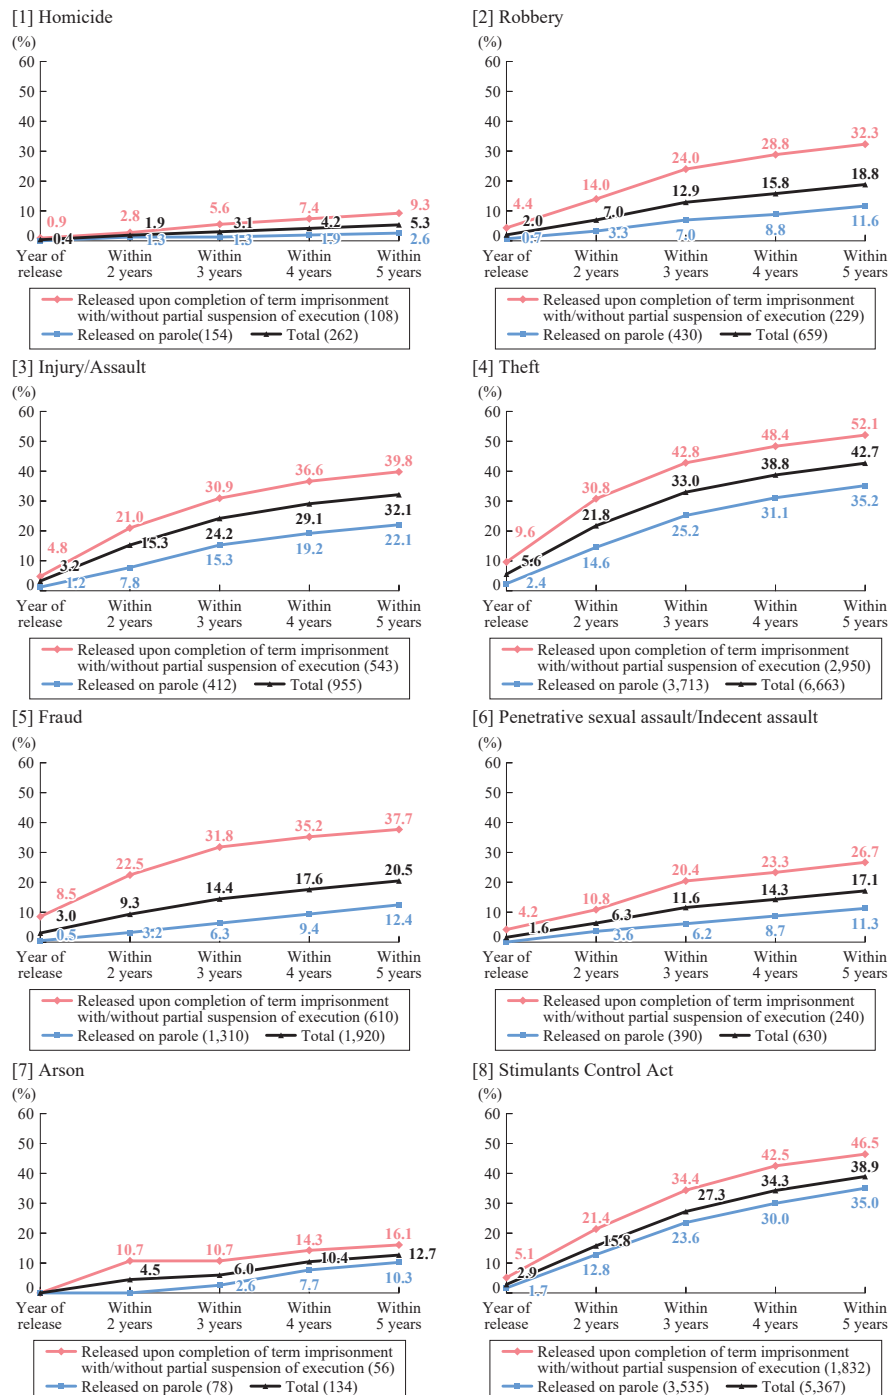 [1] Homicide
(%)
60
50
40
30
20
10
0
0.9
2.8
5.6
7.4
9.3
0.4
1.9
3.1
4.2
5.3
1.3
1.3
1.9
2.6
Year of release
Within 2 years
Within 3 years
Within 4 years
Within 5 years
Released upon completion of term imprisonment
with/without partial suspension of execution (108)
Released on parole(154) Total (262)
[2] Robbery
(%)
60
50
40
30
20
10
0
4.4
14.0
24.0
28.8
32.3
2.0
7.0
12.9
15.8
18.8
0.7
3.3
7.0
8.8
11.6
Year of release
Within 2 years
Within 3 years
Within 4 years
Within 5 years
Released upon completion of term imprisonment
with/without partial suspension of execution (229)
Released on parole (430) Total (659)
[3] Injury/Assault
(%)
60
50
40
30
20
10
0
4.8
21.0
30.9
36.6
39.8
3.2
15.3
24.2
29.1
32.1
1.2
7.8
15.3
19.2
22.1
Year of release
Within 2 years
Within 3 years
Within 4 years
Within 5 years
Released upon completion of term imprisonment
with/without partial suspension of execution (543)
Released on parole (412) Total (955)
[4] Theft
(%)
60
50
40
30
20
10
0
9.6
30.8
42.8
48.4
52.1
5.6
21.8
33.0
38.8
42.7
2.4
14.6
25.2
31.1
35.2
Year of release
Within 2 years
Within 3 years
Within 4 years
Within 5 years
Released upon completion of term imprisonment
with/without partial suspension of execution (2,950)
Released on parole (3,713) Total (6,663)
[5] Fraud
(%)
60
50
40
30
20
10
0
8.5
22.5
31.8
35.2
37.7
3.0
9.3
14.4
17.6
20.5
0.5
3.2
6.3
9.4
12.4
Year of release
Within 2 years
Within 3 years
Within 4 years
Within 5 years
Released upon completion of term imprisonment
with/without partial suspension of execution (610)
Released on parole (1,310) Total (1,920)
[6] Penetrative sexual assault/Indecent assault
(%)
60
50
40
30
20
10
0
4.2
10.8
20.4
23.3
26.7
1.6
6.3
11.6
14.3
17.1
3.6
6.2
8.7
11.3
Year of release
Within 2 years
Within 3 years
Within 4 years
Within 5 years
Released upon completion of term imprisonment
with/without partial suspension of execution (240)
Released on parole (390) Total (630)
[7] Arson
(%)
60
50
40
30
20
10
0
10.7
10.7
14.3
16.1
4.5
6.0
10.4
12.7
2.6
7.7
10.3
Year of release
Within 2 years
Within 3 years
Within 4 years
Within 5 years
Released upon completion of term imprisonment
with/without partial suspension of execution (56)
Released on parole (78) Total (134)
[8] Stimulants Control Act
(%)
60
50
40
30
20
10
0
5.1
21.4
34.4
42.5
46.5
2.9
15.8
27.3
34.3
38.9
1.7
12.8
23.6
30.0
35.0
Year of release
Within 2 years
Within 3 years
Within 4 years
Within 5 years
Released upon completion of term imprisonment
with/without partial suspension of execution (1,832)
Released on parole (3,535) Total (5,367)